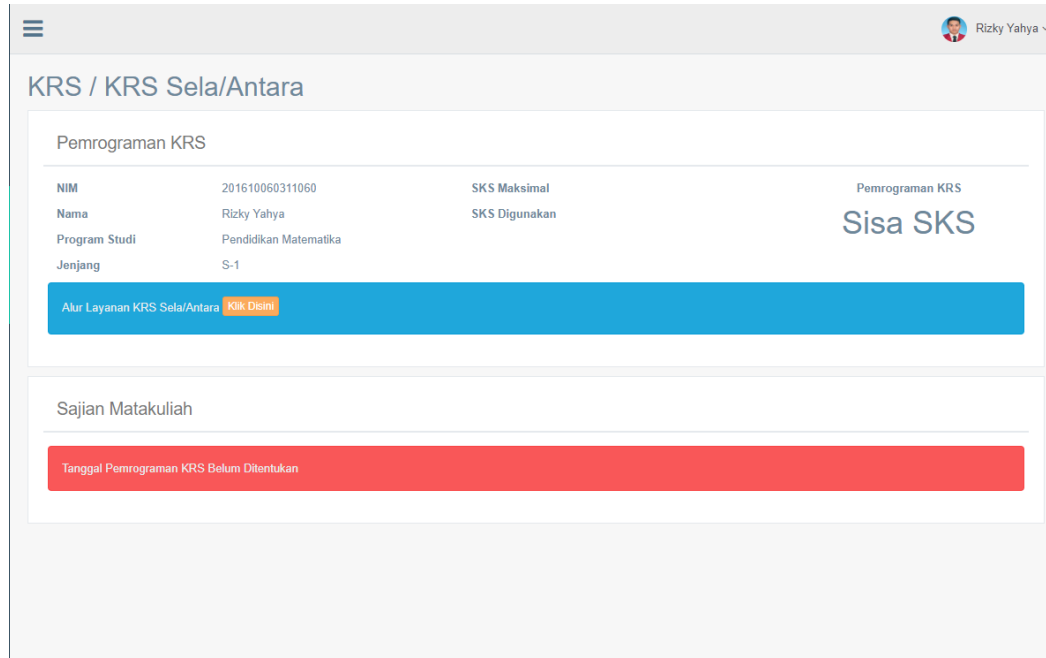 Rizky Yahya
KRS / KRS Sela/Antara
Pemrograman KRS
NIM 201610060311060 SKS Maksimal Pemrograman KRS
Nama Rizky Yahya SKS Digunakan Sisa SKS
Program Studi Pendidikan Matematika
Jenjang S-1
Alur Layanan KRS Sela/Antara Klik Disini
Sajian Matakuliah
Tanggal Pemrograman KRS Belum Ditentukan